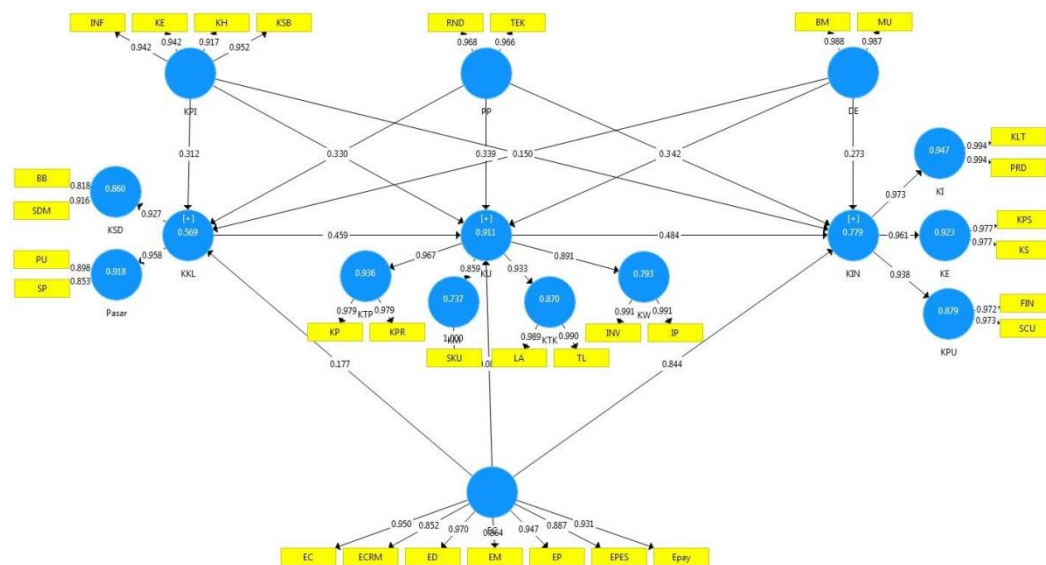 INF KE KH KSB RND TEK BM MU
0.942 0.942 0.917 0.952 0.968 0.966 0.988 0.987
KPI PP DE
0.312 0.330 0.339 0.150 0.342 0.273
KLT
0.994
0.994
PRD
0.947
KI
0.973
BB
0.818
0.916
SDM
0.860
KSD
0.927
[+] [+] [+]
0.569 0.459 0.911 0.484 0.779
KKL KU KIN
0.961
0.923
KE
KPS
0.977
0.977
KS
PU
0.898
0.853
SP
0.918
Pasar
0.958
0.967 0.859 0.933 0.891
0.936 0.737 0.870 0.793
KTP KTK KW
0.979 0.979 1.000 0.989 0.990 0.991 0.991
KP KPR SKU LA TL INV IP
0.938
0.879
KPU
FIN
0.972
0.973
SCU
0.177 0.844
0.950 0.852 0.970 0.947 0.887 0.931
EC ECRM ED EM EP EPES Epay